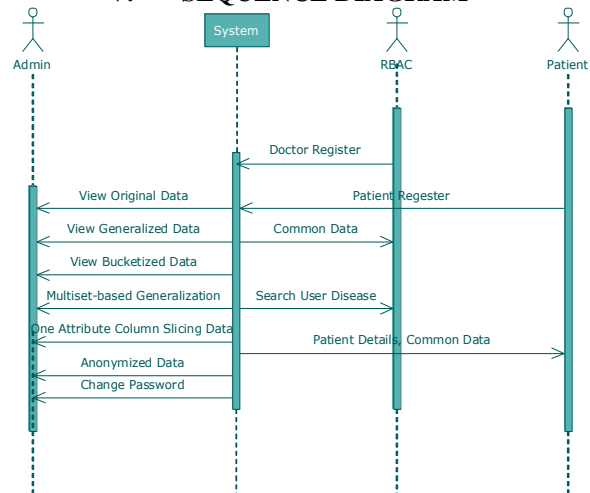 SEQUENCE DIAGRAM
System
Admin
RBAC
Patient
Doctor Register
View Original Data
Patient Regester
View Generalized Data
Common Data
View Bucketized Data
Multiset-based Generalization
Search User Disease
One Attribute Column Slicing Data
Patient Details, Common Data
Anonymized Data
Change Password